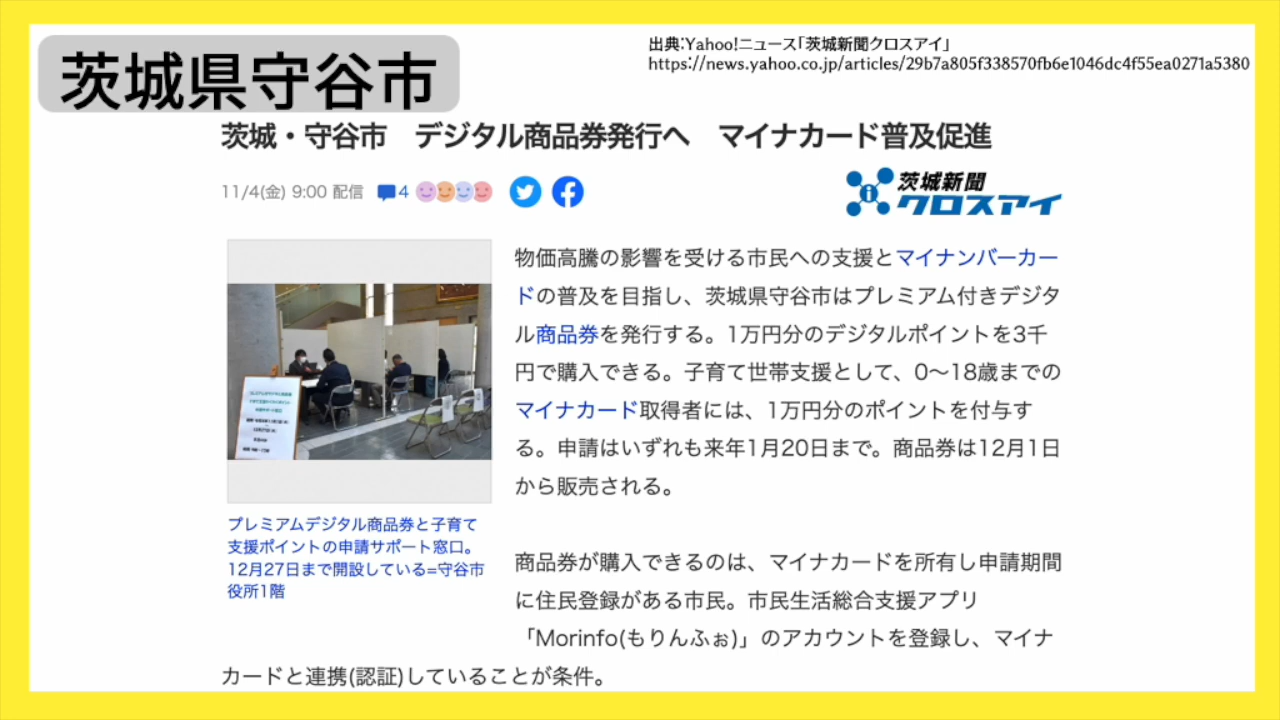 茨城県守谷市
出典:Yahoo!ニュース「茨城新聞クロスアイ」
https://news.yahoo.co.jp/articles/29b7a805f338570fb6e1046dc4f55ea0271a5380
茨城・守谷市　デジタル商品券発行へ　マイナカード普及促進
11/4(金) 9:00 配信 4
茨城新聞
クロスアイ
物価高騰の影響を受ける市民への支援とマイナンバーカー
ドの普及を目指し、茨城県守谷市はプレミアム付きデジタ
ル商品券を発行する。1万円分のデジタルポイントを3千
円で購入できる。子育て世帯支援として、0〜18歳までの
マイナカード取得者には、1万円分のポイントを付与す
る。申請はいずれも来年1月20日まで。商品券は12月1日
から販売される。
プレミアムデジタル商品券と子育て
支援ポイントの申請サポート窓口。
12月27日まで開設している=守谷市
役所1階
商品券が購入できるのは、マイナカードを所有し申請期間
に住民登録がある市民。市民生活総合支援アプリ
「Morinfo(もりんふぉ)」のアカウントを登録し、マイナ
カードと連携(認証)していることが条件。